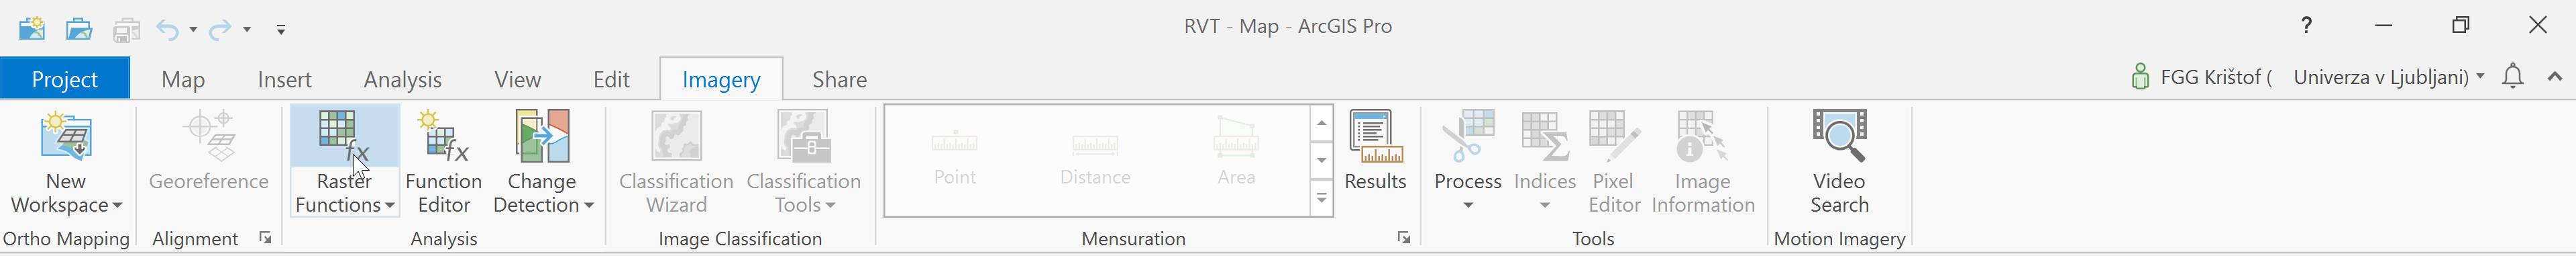 RVT - Map - ArcGIS Pro
?
Project Map Insert Analysis View Edit Imagery Share
FGG Krištof ( Univerza v Ljubljani)
New Workspace
Georeference
fx
Raster Functions
fx
Function Editor
Change Detection
Classification Wizard
Classification Tools
Point
Distance
Area
Results
Process
Indices
Pixel Editor
Image Information
Video Search
Ortho Mapping
Alignment
Analysis
Image Classification
Mensuration
Tools
Motion Imagery